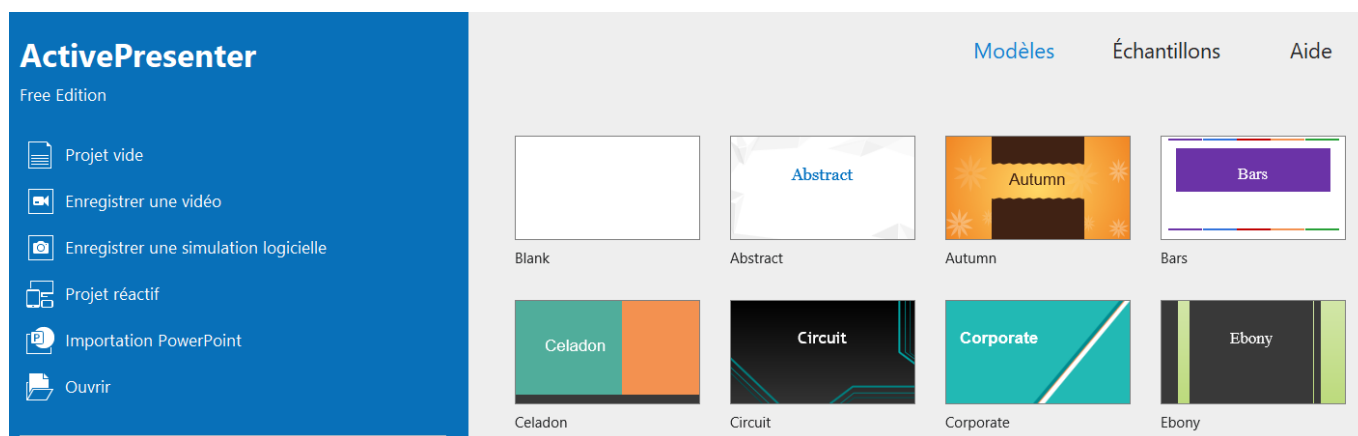 ActivePresenter
Free Edition
Projet vide
Enregistrer une vidéo
Enregistrer une simulation logicielle
Projet réactif
Importation PowerPoint
Ouvrir
Modèles Échantillons Aide
Abstract Autumn Bars
Blank Abstract Autumn Bars
Celadon Circuit Corporate Ebony
Celadon Circuit Corporate Ebony